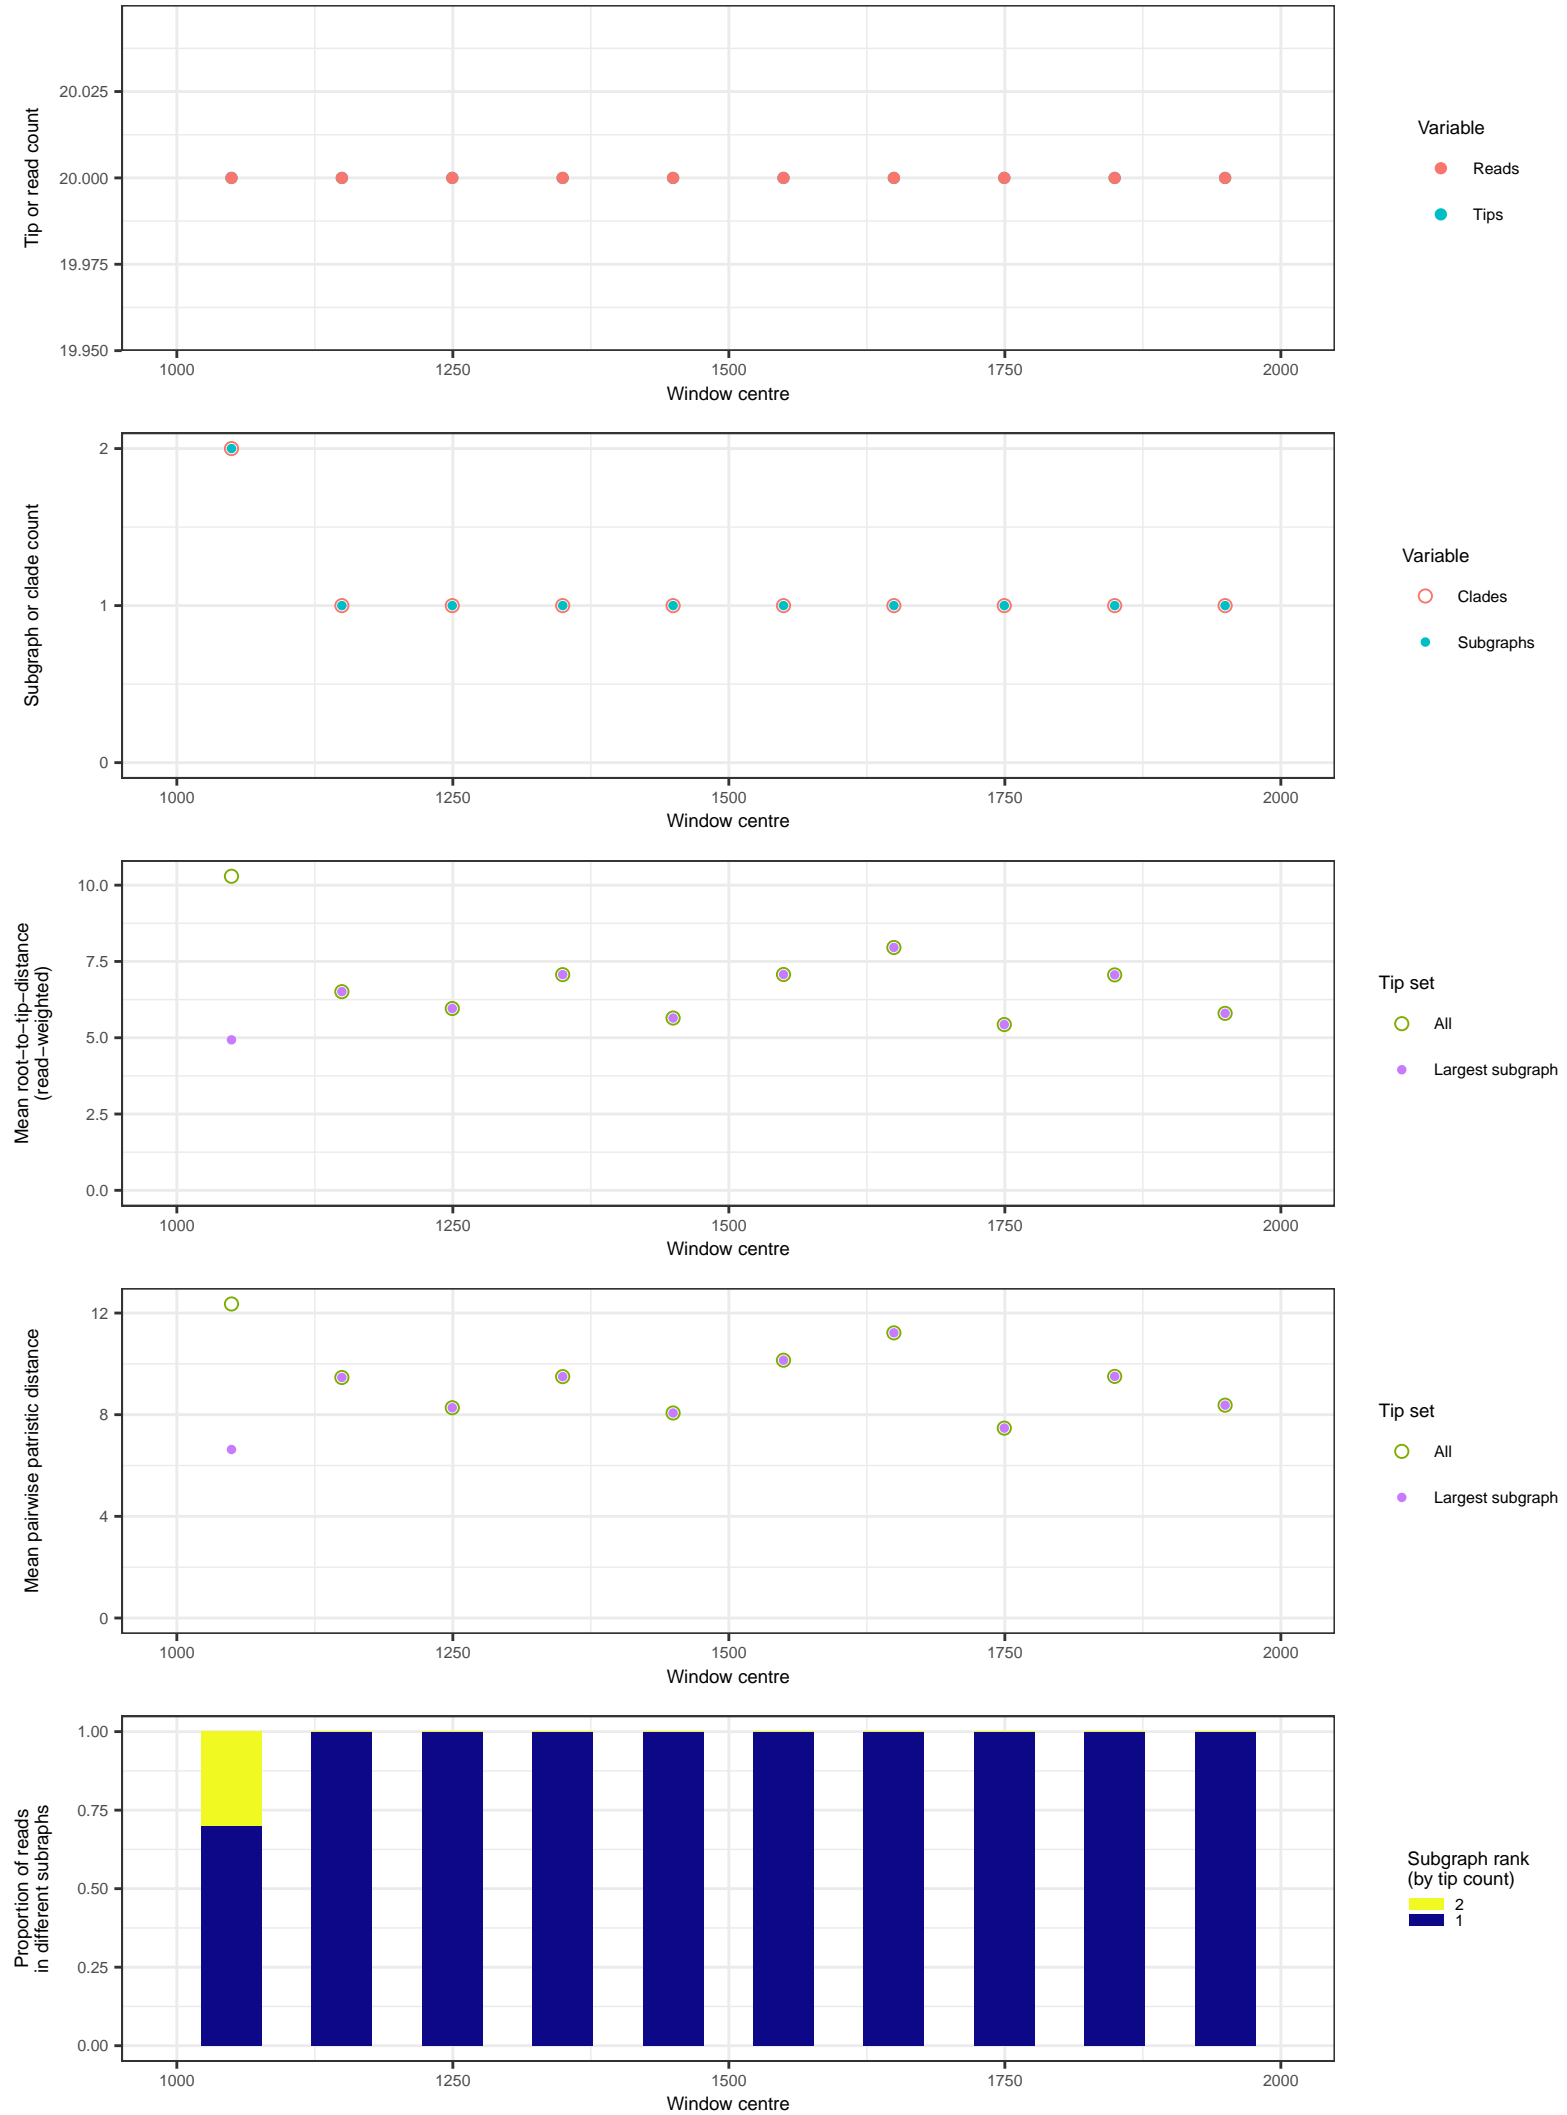 20.025
20.000
19.975
19.950
Tip or read count
1000 1250 1500 1750 2000
Window centre
Variable
Reads
Tips
2
1
0
Subgraph or clade count
1000 1250 1500 1750 2000
Window centre
Variable
Clades
Subgraphs
10.0
7.5
5.0
2.5
0.0
Mean root−to−tip−distance
(read−weighted)
1000 1250 1500 1750 2000
Window centre
Tip set
All
Largest subgraph
12
8
4
0
Mean pairwise patristic distance
1000 1250 1500 1750 2000
Window centre
Tip set
All
Largest subgraph
1.00
0.75
0.50
0.25
0.00
Proportion of reads
in different subraphs
1000 1250 1500 1750 2000
Window centre
Subgraph rank
(by tip count)
2
1